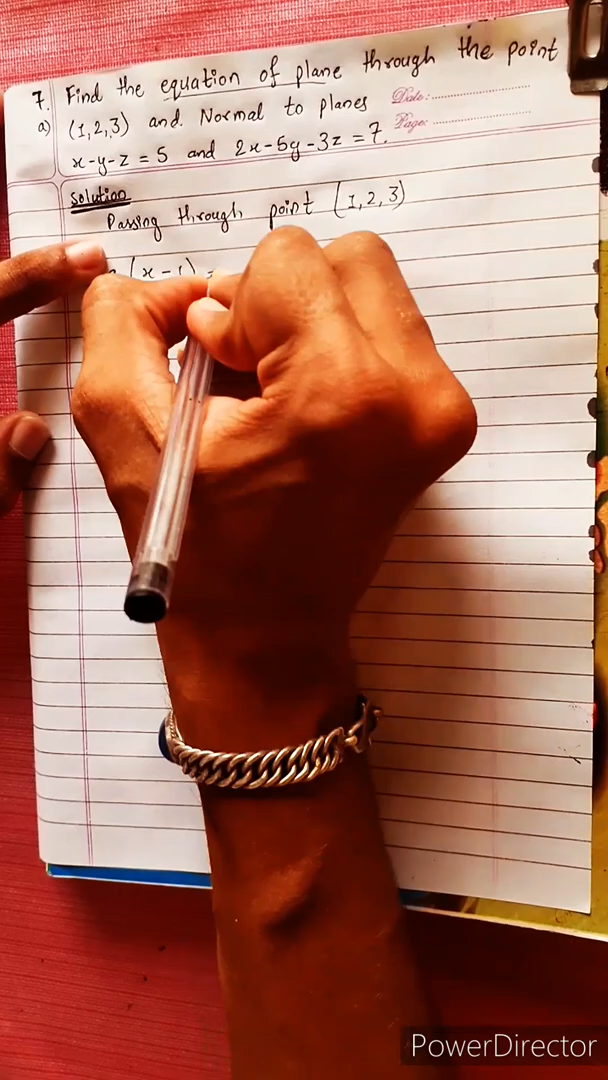 7. Find the equation of plane through the point
a) (1,2,3) and Normal to planes
Date:
Page:
x-y-z = 5 and 2x-5y-3z = 7.
Solution
Passing through point (1,2,3)
(x-1)
PowerDirector